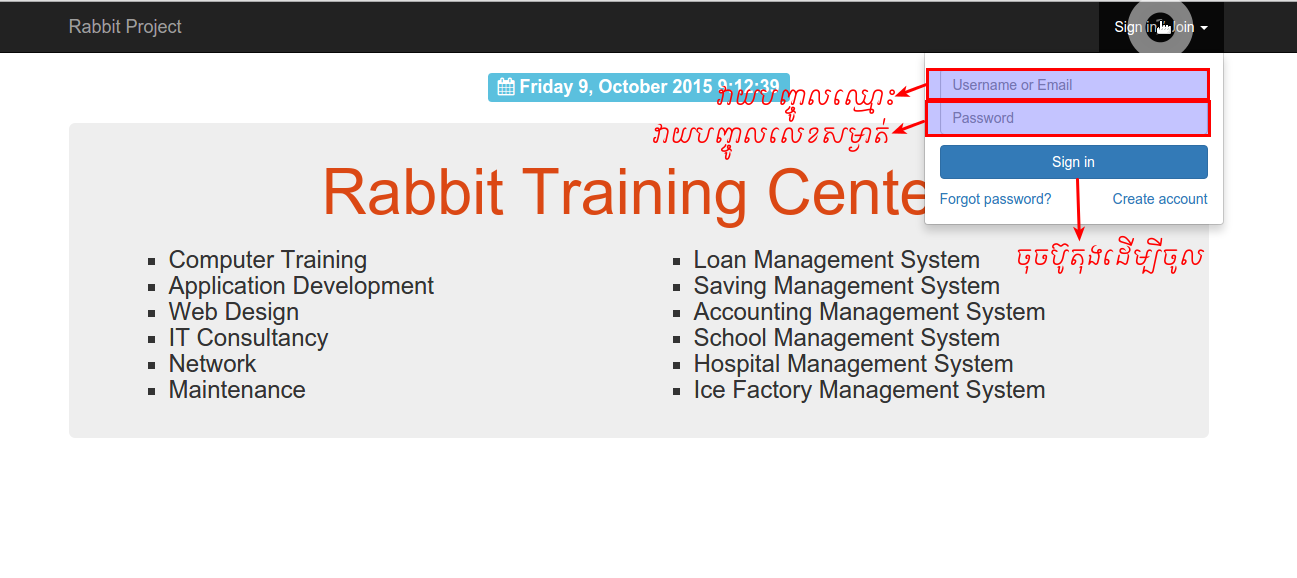 Rabbit Project
Sign in / Join
Friday 9, October 2015 9:12:39
Username or Email
វាយបញ្ចូលឈ្មោះ
Password
វាយបញ្ចូលលេខសម្ងាត់
Sign in
Forgot password? Create account
Rabbit Training Cente
ចុចប៊ូតុងដើម្បីចូល
Computer Training
Application Development
Web Design
IT Consultancy
Network
Maintenance
Loan Management System
Saving Management System
Accounting Management System
School Management System
Hospital Management System
Ice Factory Management System